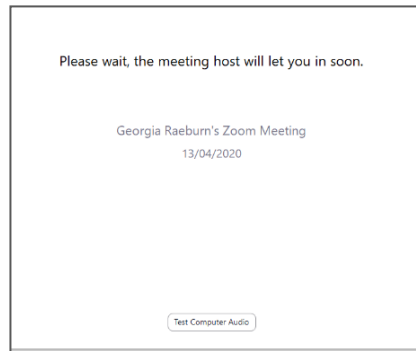 Please wait, the meeting host will let you in soon.
Georgia Raeburn's Zoom Meeting
13/04/2020
Test Computer Audio